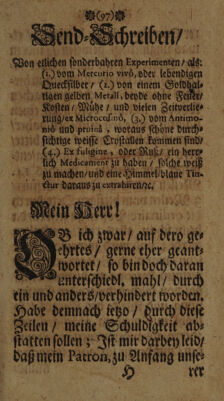 (97)
Send-Schreiben/
Von etlichen sonderbahren Experimenten/ als:
(1.) vom Mercurio vivô, oder lebendigen
Quecksilber/ (2.) von einem Goldhal-
tigen gelben Metall, beyde ohne Feuer/
Kosten/ Mühe/ und vielen Zeitverlie-
rung/ ex Microcosmô, (3.) vom Antimo-
niô und pruinâ, woraus schöne durch-
sichtige weisse Crystallen kommen sind/
(4.) Ex fuligine, oder Ruß/ ein herr-
lich Medicament zu haben/ solche weiß
zu machen/ und eine Himmel/blaue Tin-
ctur daraus zu extrahiren/ꝛc.
Mein Herr!
OB ich zwar/ auf dero ge-
ehrtes/ gerne eher geant-
wortet/ so bin doch daran
unterschiedl. mahl/ durch
ein und anders/ verhindert worden.
Habe demnach ietzo/ durch diese
Zeilen/ meine Schuldigkeit ab-
statten sollen; Ist mir darbey leid/
daß mein Patron, zu Anfang unse-
H rer